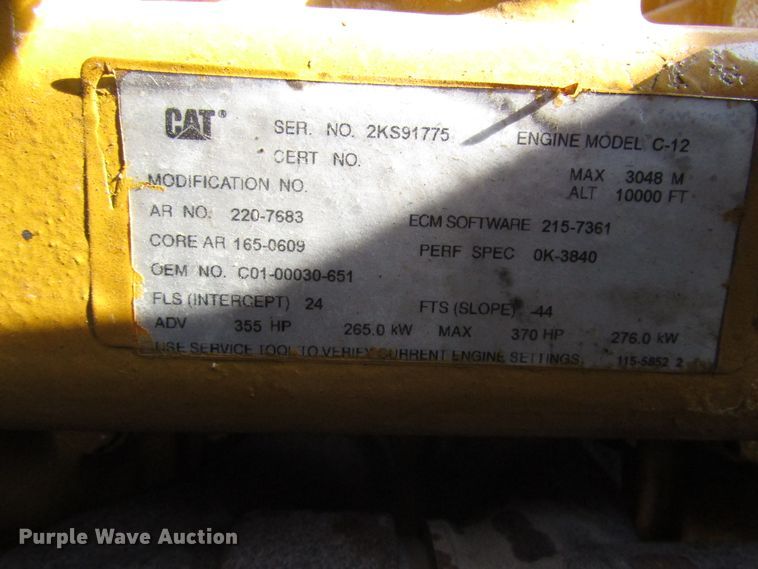 CAT® SER. NO. 2KS91775 ENGINE MODEL C-12
CERT NO.
MODIFICATION NO. MAX 3048 M
ALT 10000 FT
AR NO. 220-7683 ECM SOFTWARE 215-7361
CORE AR 165-0609 PERF SPEC 0K-3840
OEM NO. C01-00030-651
FLS (INTERCEPT) 24 FTS (SLOPE) -44
ADV 355 HP 265.0 kW MAX 370 HP 276.0 kW
USE SERVICE TOOL TO VERIFY CURRENT ENGINE SETTINGS. 115-5852 2
Purple Wave Auction